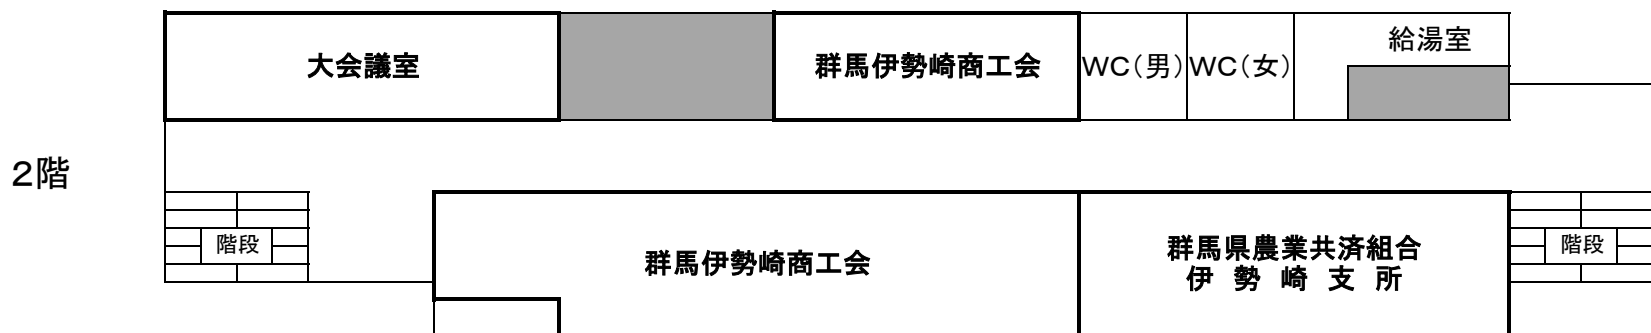 大会議室
群馬伊勢崎商工会
WC(男)
WC(女)
給湯室
2階
階段
群馬伊勢崎商工会
群馬県農業共済組合
伊勢崎支所
階段